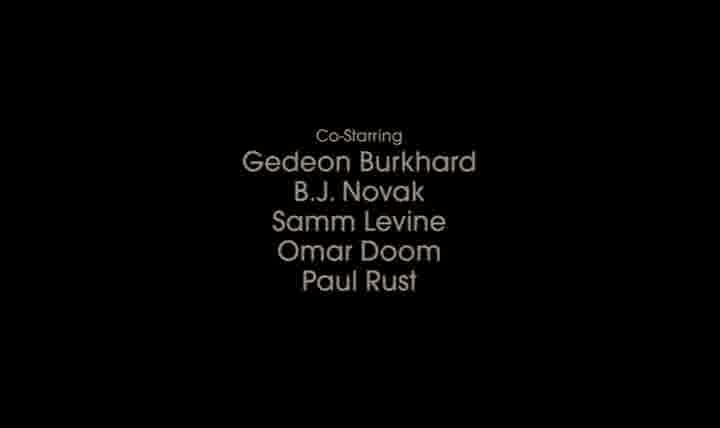 Co-Starring
Gedeon Burkhard
B.J. Novak
Samm Levine
Omar Doom
Paul Rust